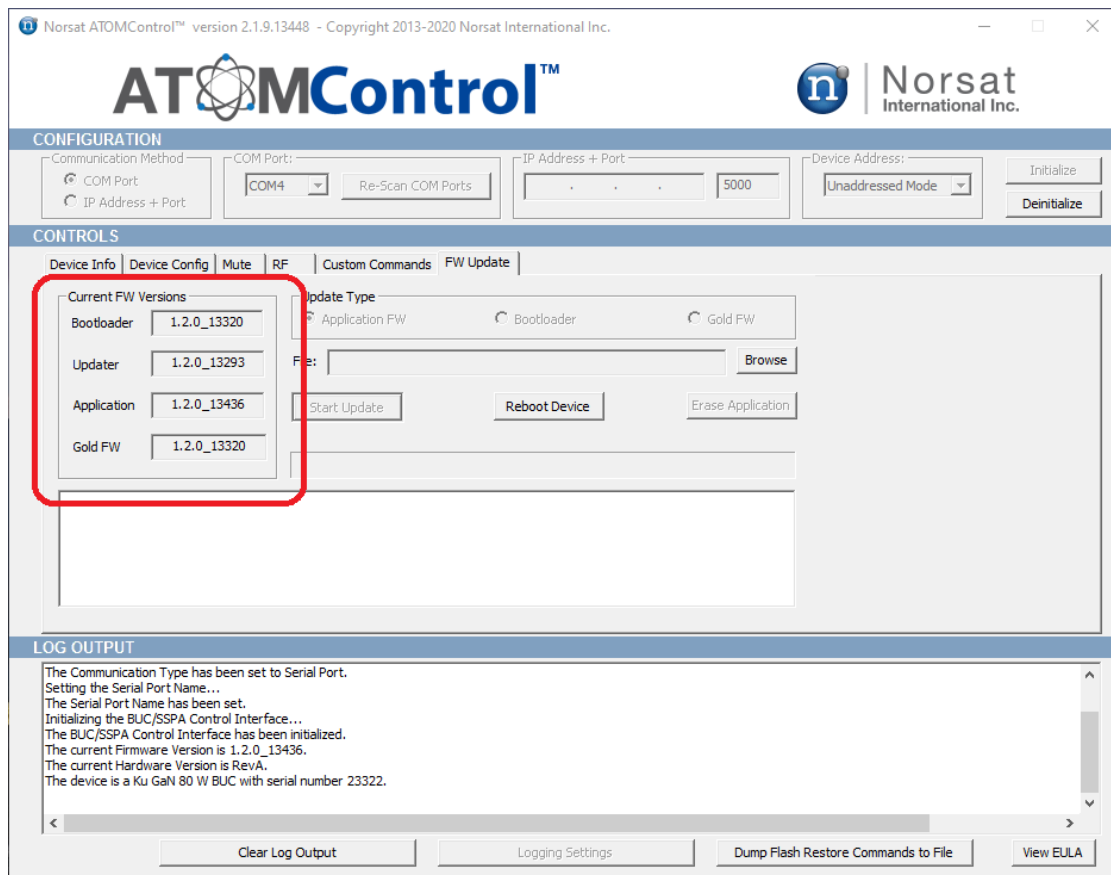 Norsat ATOMControl™ version 2.1.9.13448 - Copyright 2013-2020 Norsat International Inc.
ATOMControl™
n Norsat
International Inc.
CONFIGURATION
Communication Method
COM Port
IP Address + Port
COM Port:
COM4
Re-Scan COM Ports
IP Address + Port
. . .
5000
Device Address:
Unaddressed Mode
Initialize
Deinitialize
CONTROLS
Device Info
Device Config
Mute
RF
Custom Commands
FW Update
Current FW Versions
Bootloader 1.2.0_13320
Updater 1.2.0_13293
Application 1.2.0_13436
Gold FW 1.2.0_13320
Update Type
Application FW
Bootloader
Gold FW
File:
Browse
Start Update
Reboot Device
Erase Application
LOG OUTPUT
The Communication Type has been set to Serial Port.
Setting the Serial Port Name...
The Serial Port Name has been set.
Initializing the BUC/SSPA Control Interface...
The BUC/SSPA Control Interface has been initialized.
The current Firmware Version is 1.2.0_13436.
The current Hardware Version is RevA.
The device is a Ku GaN 80 W BUC with serial number 23322.
Clear Log Output
Logging Settings
Dump Flash Restore Commands to File
View EULA